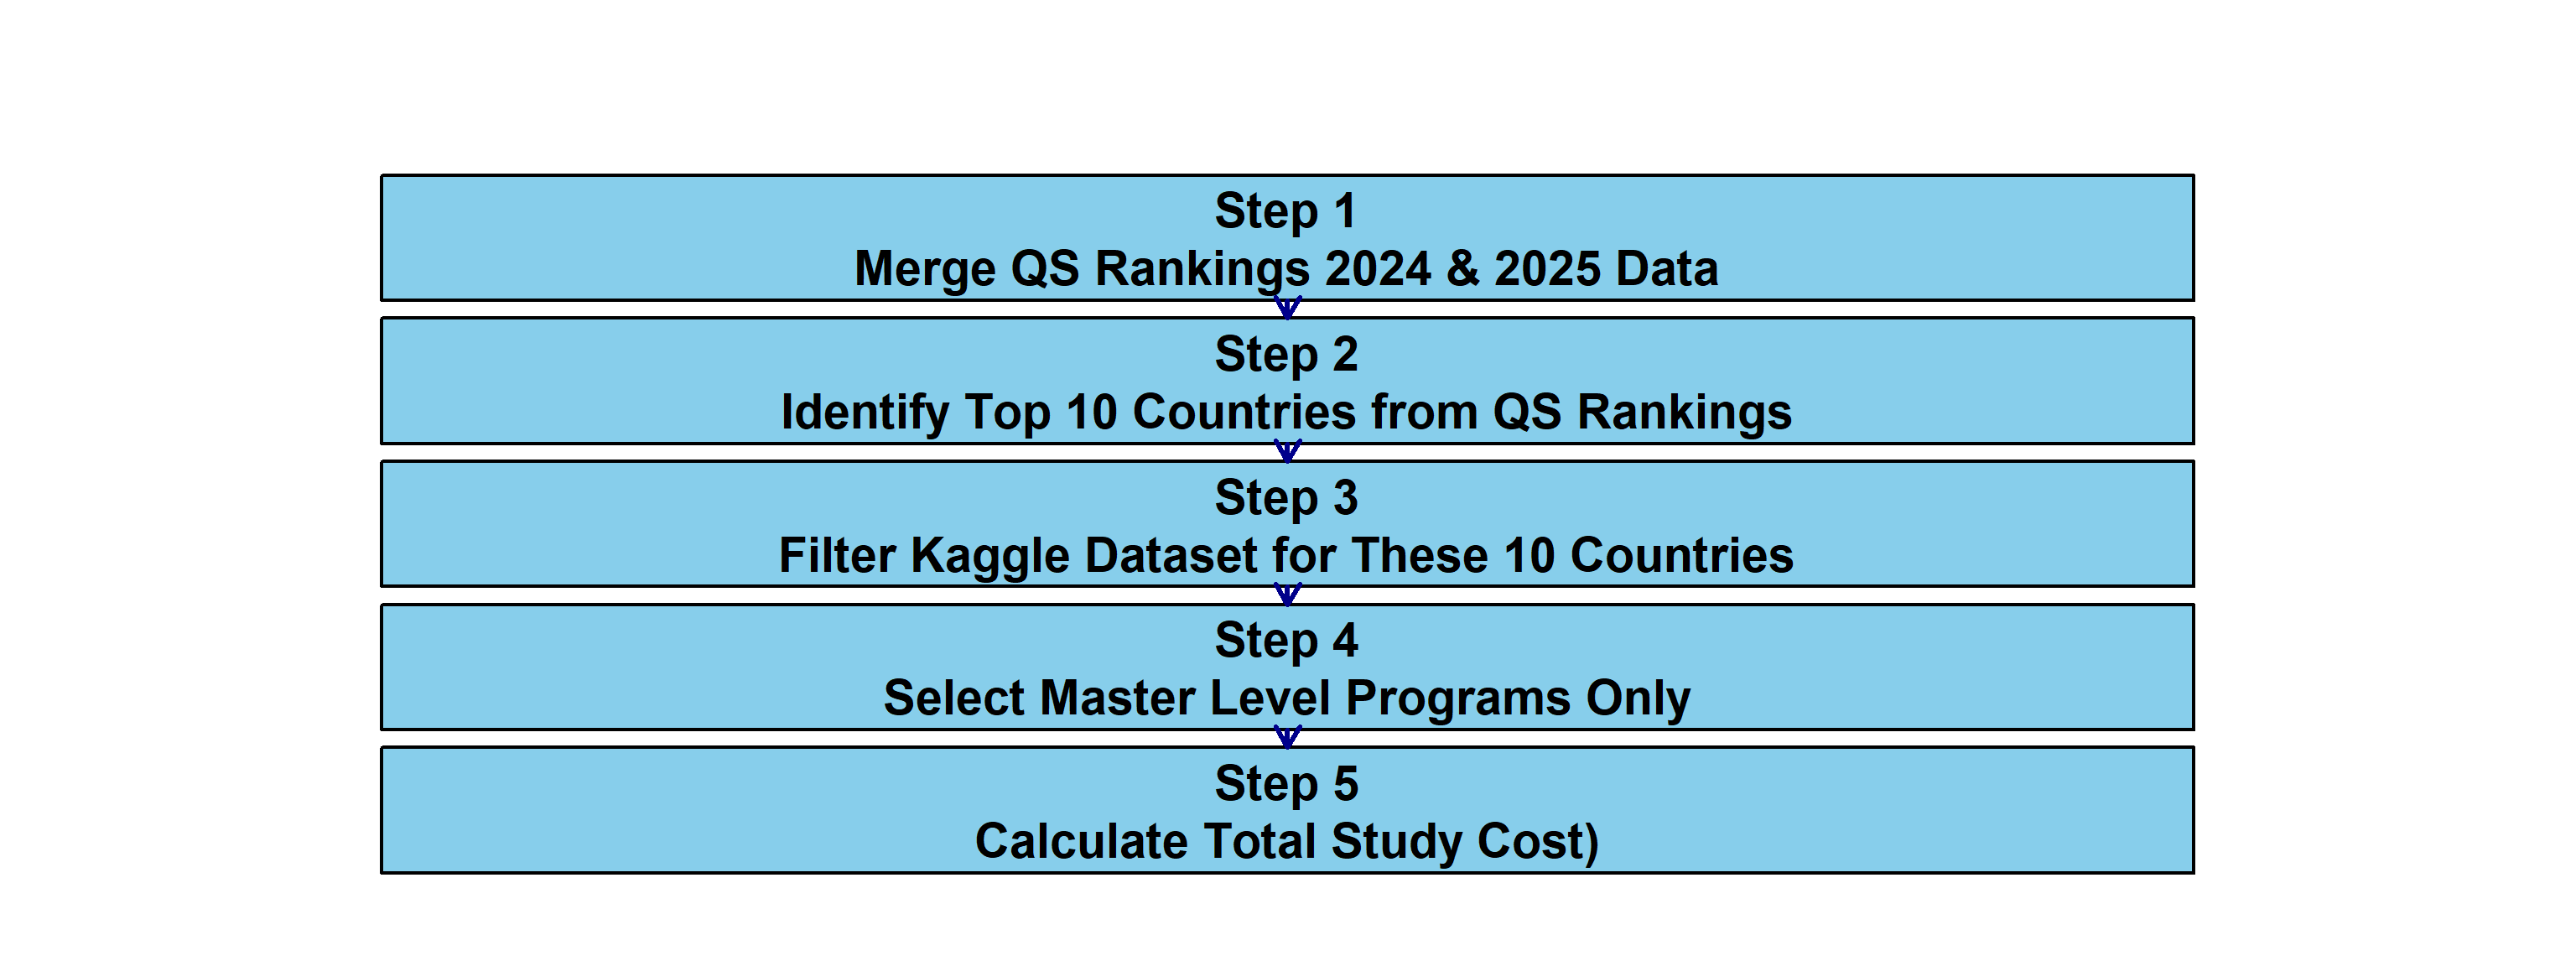 Step 1
Merge QS Rankings 2024 & 2025 Data
Step 2
Identify Top 10 Countries from QS Rankings
Step 3
Filter Kaggle Dataset for These 10 Countries
Step 4
Select Master Level Programs Only
Step 5
Calculate Total Study Cost)